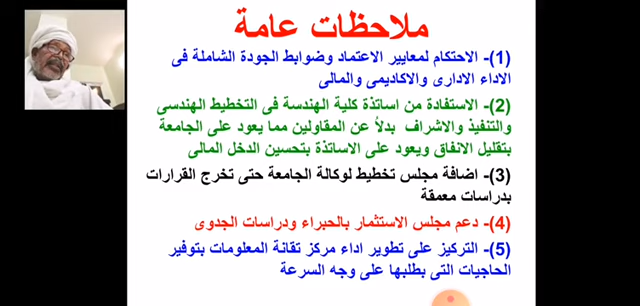 ملاحظات عامة
(1)- الاحتكام لمعايير الاعتماد وضوابط الجودة الشاملة فى
الاداء الادارى والاكاديمى والمالى
(2)- الاستفادة من اساتذة كلية الهندسة فى التخطيط الهندسى
والتنفيذ والاشراف بدلاً عن المقاولين مما يعود على الجامعة
بتقليل الانفاق ويعود على الاساتذة بتحسين الدخل المالى
(3)- اضافة مجلس تخطيط لوكالة الجامعة حتى تخرج القرارات
بدراسات معمقة
(4)- دعم مجلس الاستثمار بالحبراء ودراسات الجدوى
(5)- التركيز على تطوير اداء مركز تقانة المعلومات بتوفير
الحاجيات التى بطلبها على وجه السرعة